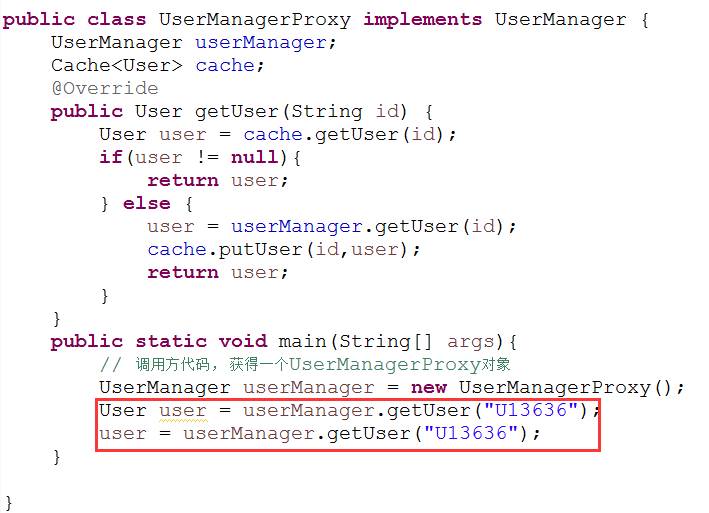 public class UserManagerProxy implements UserManager {
    UserManager userManager;
    Cache<User> cache;
    @Override
    public User getUser(String id) {
        User user = cache.getUser(id);
        if(user != null){
            return user;
        } else {
            user = userManager.getUser(id);
            cache.putUser(id,user);
            return user;
        }
    }
    public static void main(String[] args){
        // 调用方代码, 获得一个UserManagerProxy对象
        UserManager userManager = new UserManagerProxy();
        User user = userManager.getUser("U13636");
        user = userManager.getUser("U13636");
    }

}